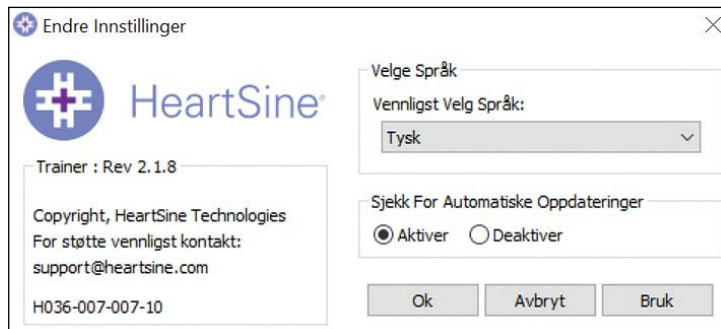 Endre Innstillinger
HeartSine®
Trainer : Rev 2.1.8
Copyright, HeartSine Technologies
For støtte vennligst kontakt:
support@heartsine.com
H036-007-007-10
Velge Språk
Vennligst Velg Språk:
Tysk
Sjekk For Automatiske Oppdateringer
Aktiver Deaktiver
Ok Avbryt Bruk